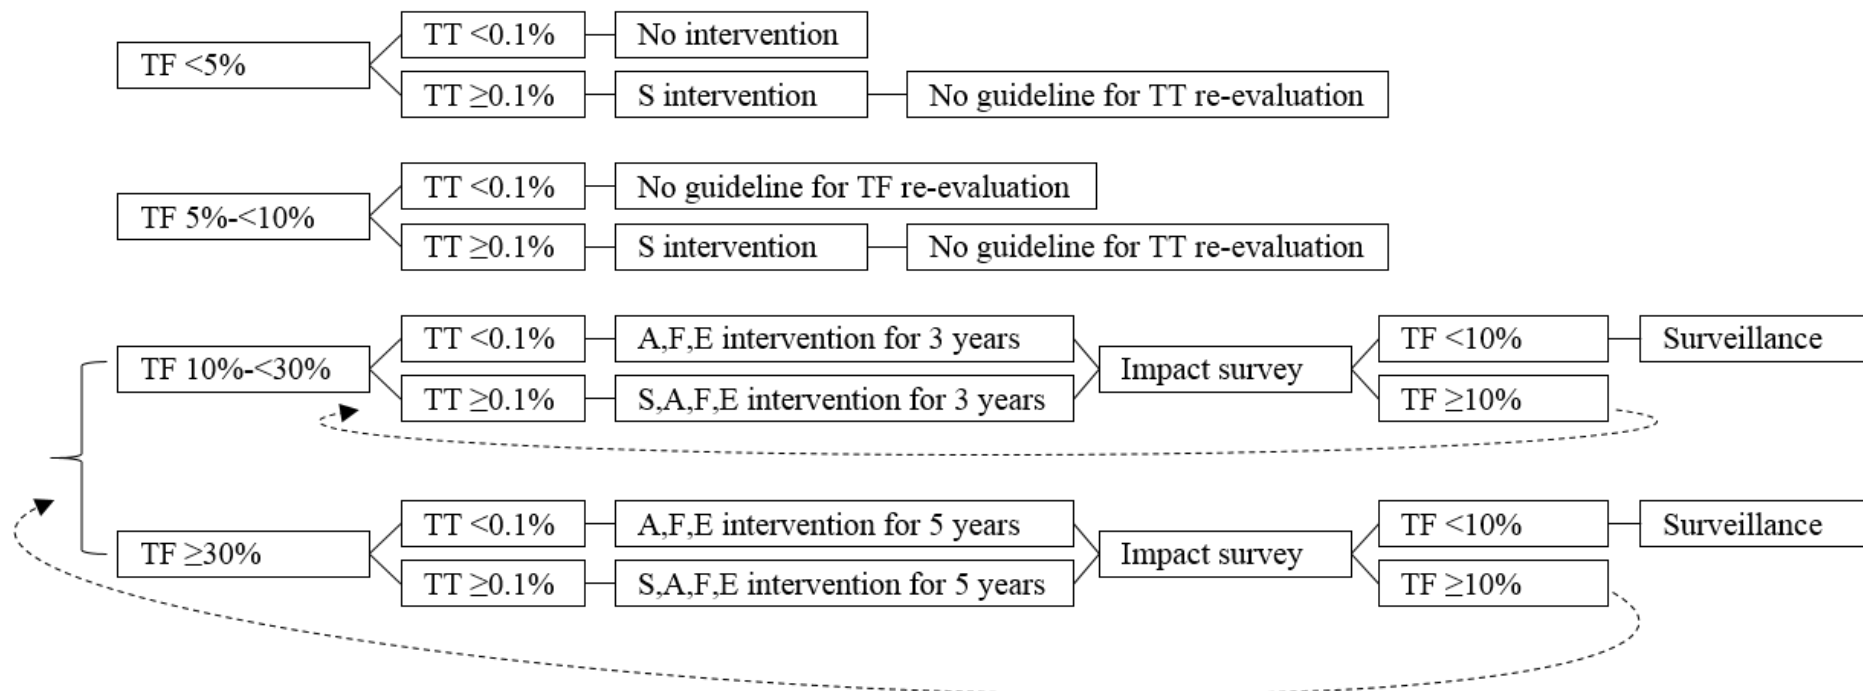 TF <5%
TT <0.1%
No intervention
TT ≥0.1%
S intervention
No guideline for TT re-evaluation
TF 5%-<10%
TT <0.1%
No guideline for TF re-evaluation
TT ≥0.1%
S intervention
No guideline for TT re-evaluation
TF 10%-<30%
TT <0.1%
A,F,E intervention for 3 years
TT ≥0.1%
S,A,F,E intervention for 3 years
Impact survey
TF <10%
Surveillance
TF ≥10%
TF ≥30%
TT <0.1%
A,F,E intervention for 5 years
TT ≥0.1%
S,A,F,E intervention for 5 years
Impact survey
TF <10%
Surveillance
TF ≥10%